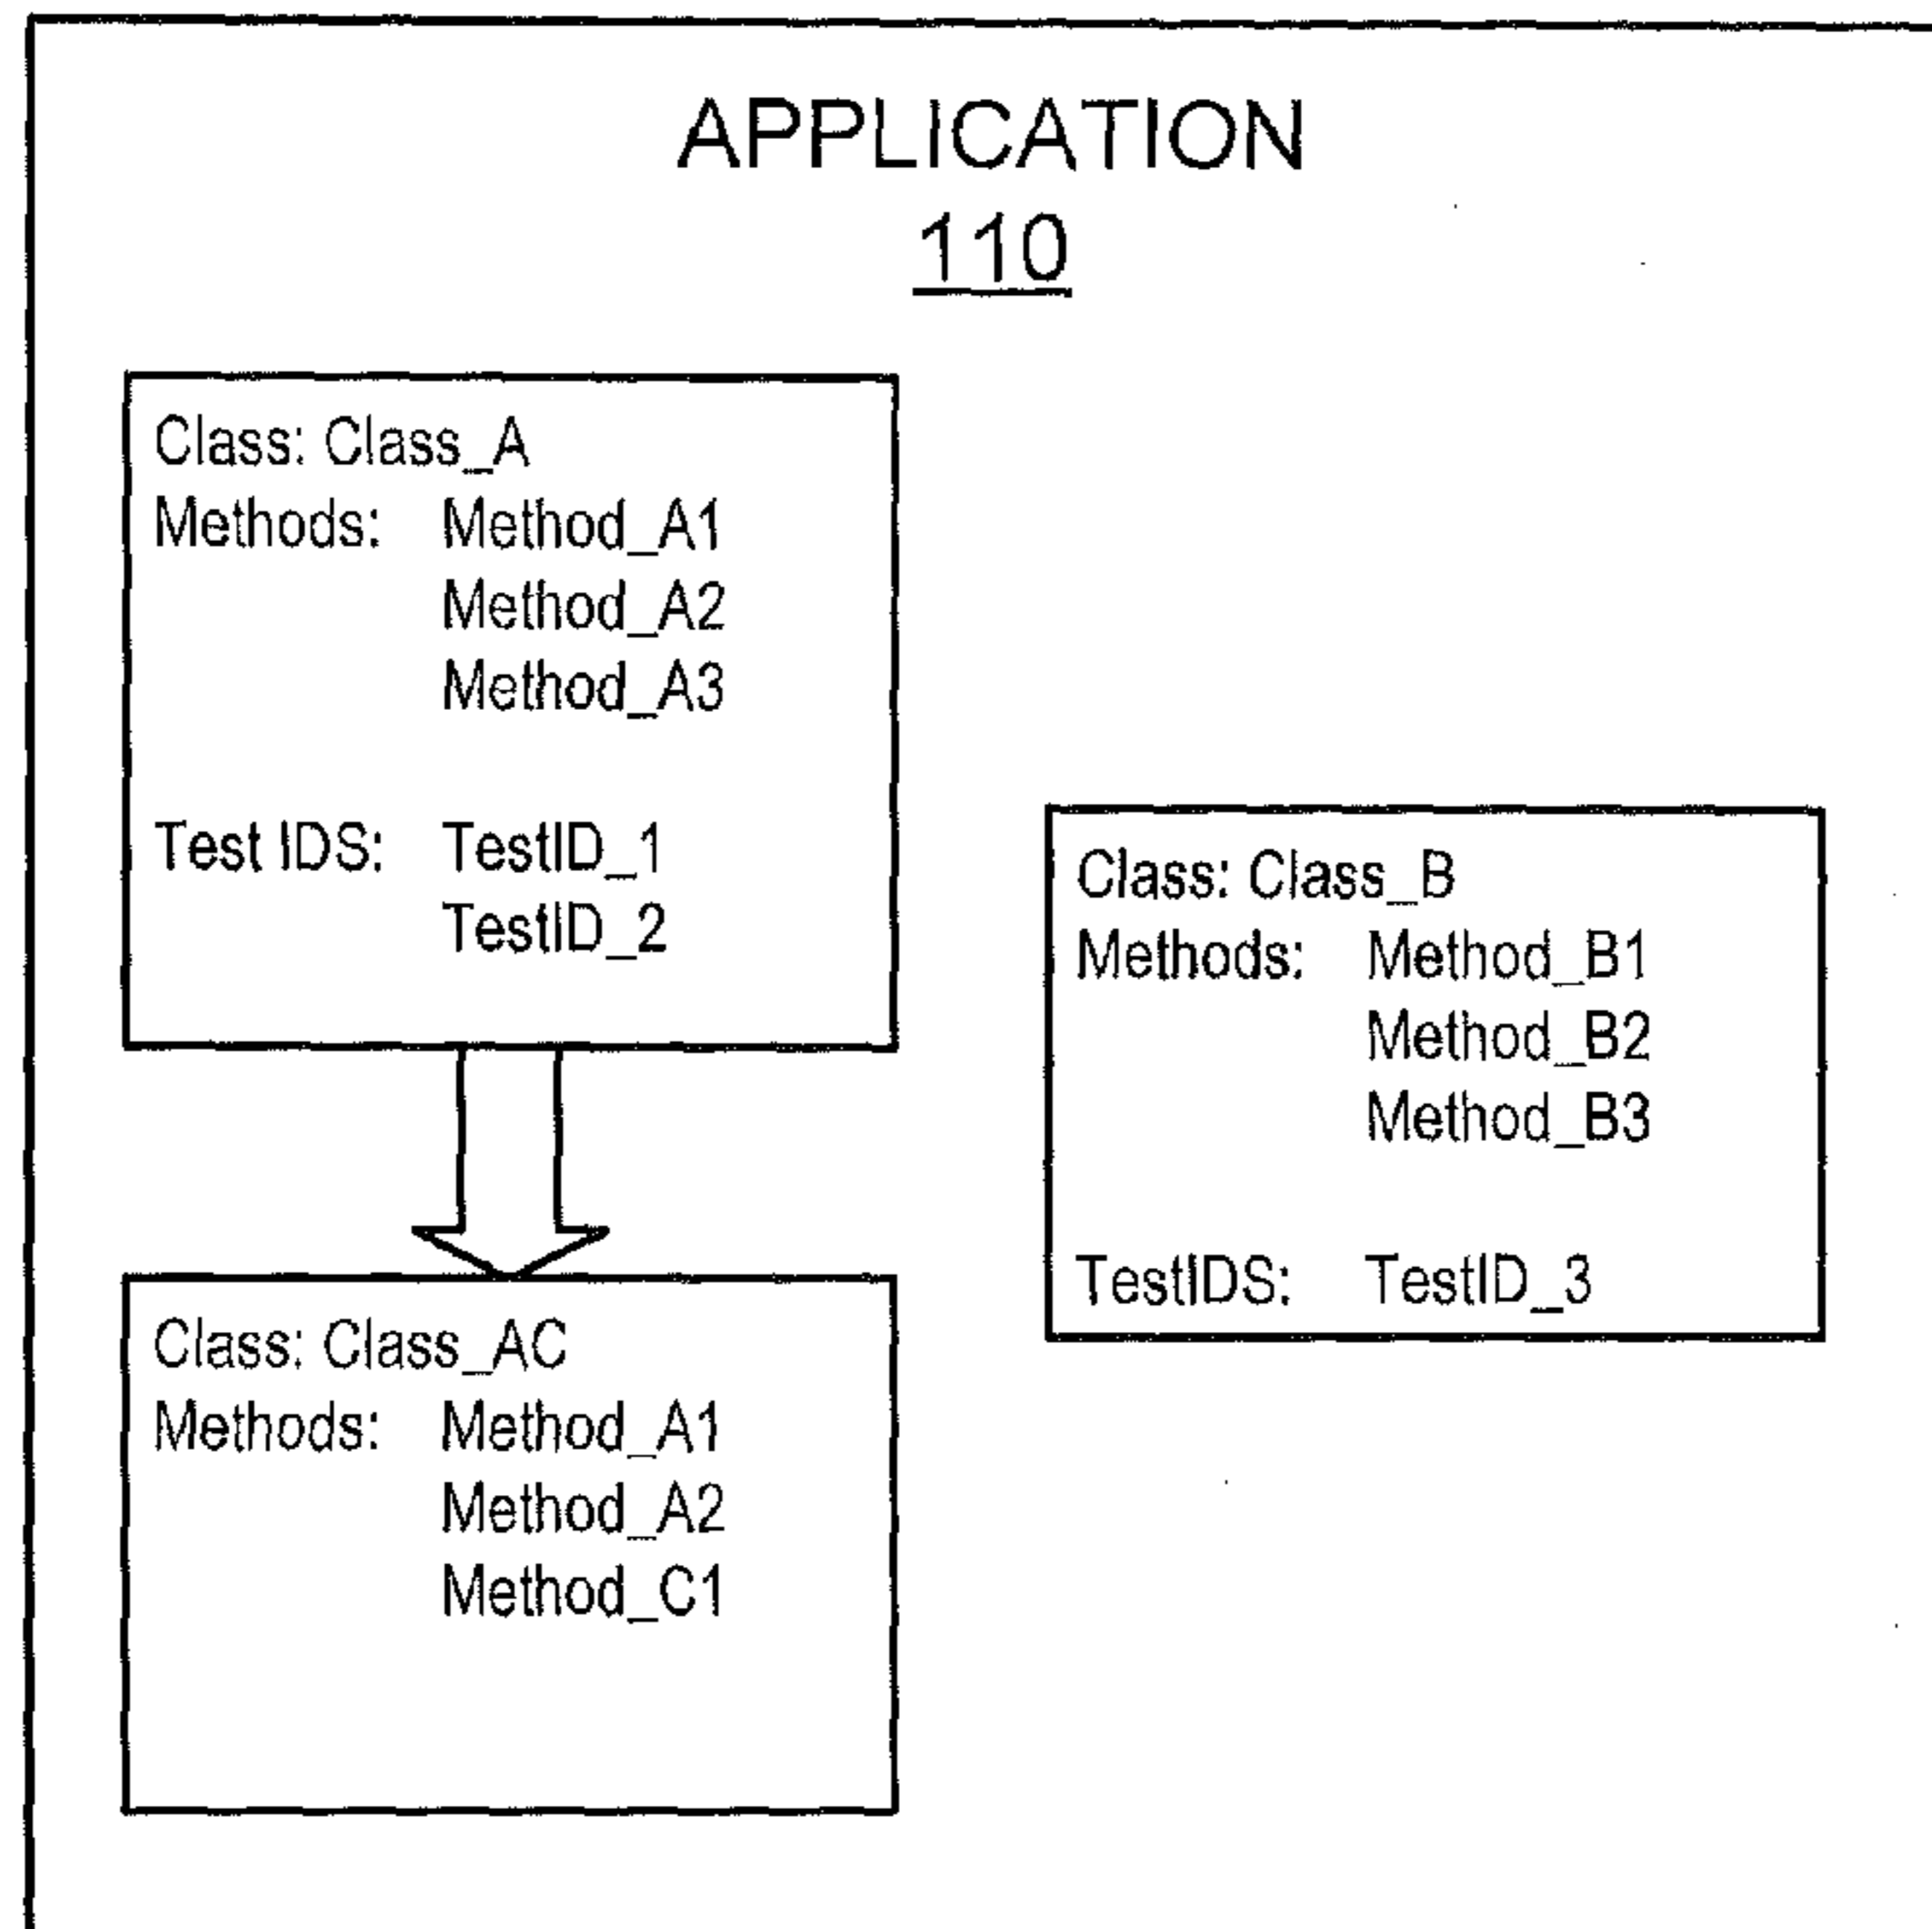 APPLICATION
110
Class: Class_A
Methods: Method_A1
Method_A2
Method_A3
Test IDS: TestID_1
TestID_2
Class: Class_B
Methods: Method_B1
Method_B2
Method_B3
TestIDS: TestID_3
Class: Class_AC
Methods: Method_A1
Method_A2
Method_C1